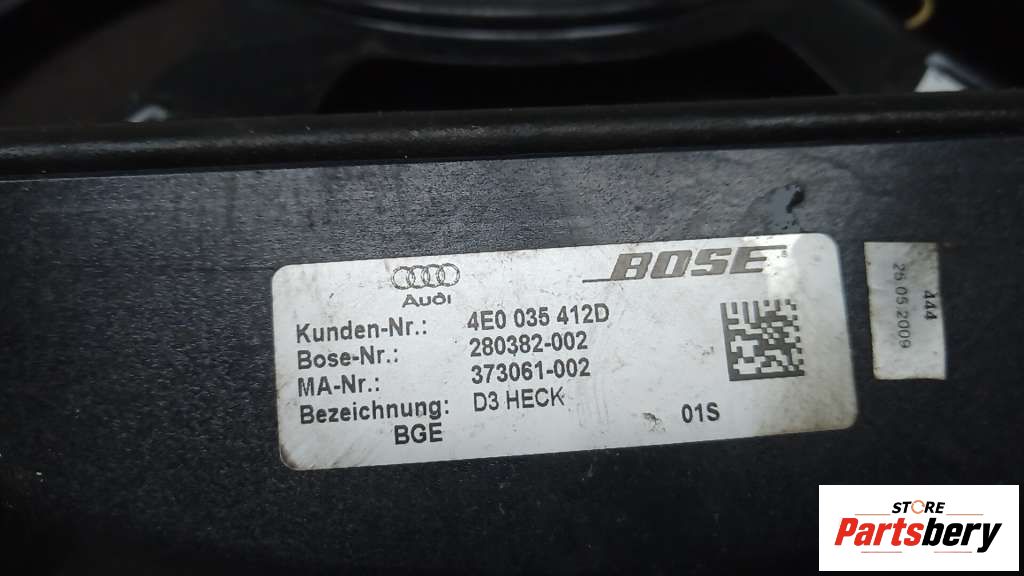 Audi
BOSE
Kunden-Nr.: 4E0 035 412D
Bose-Nr.: 280382-002
MA-Nr.: 373061-002
Bezeichnung: D3 HECK
BGE 01S
444
26 05 2009
STORE
Partsbery